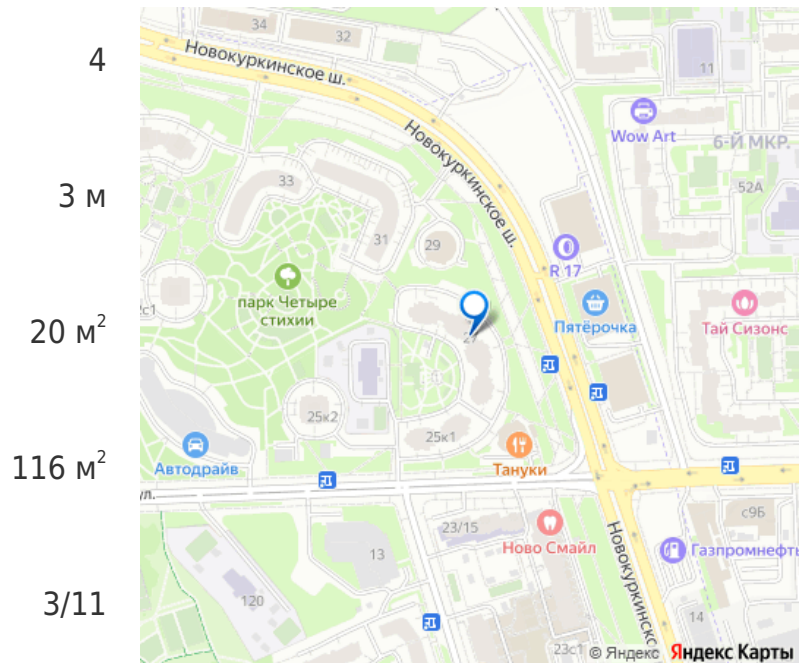 4
3 м
20 м²
116 м²
3/11
34
32
Новокуркинское ш.
11
Wow Art
6-Й МКР.
Новокуркинское ш.
52А
33
31
29
R 17
парк Четыре
стихии
2с1
27
Пятёрочка
Тай Сизонс
25к2
25к1
Автодрайв
Тануки
ул.
с9Б
23/15
Ново Смайл
Газпромнефть
13
Новокуркинско
120
14
23с1
© Яндекс Яндекс Карты